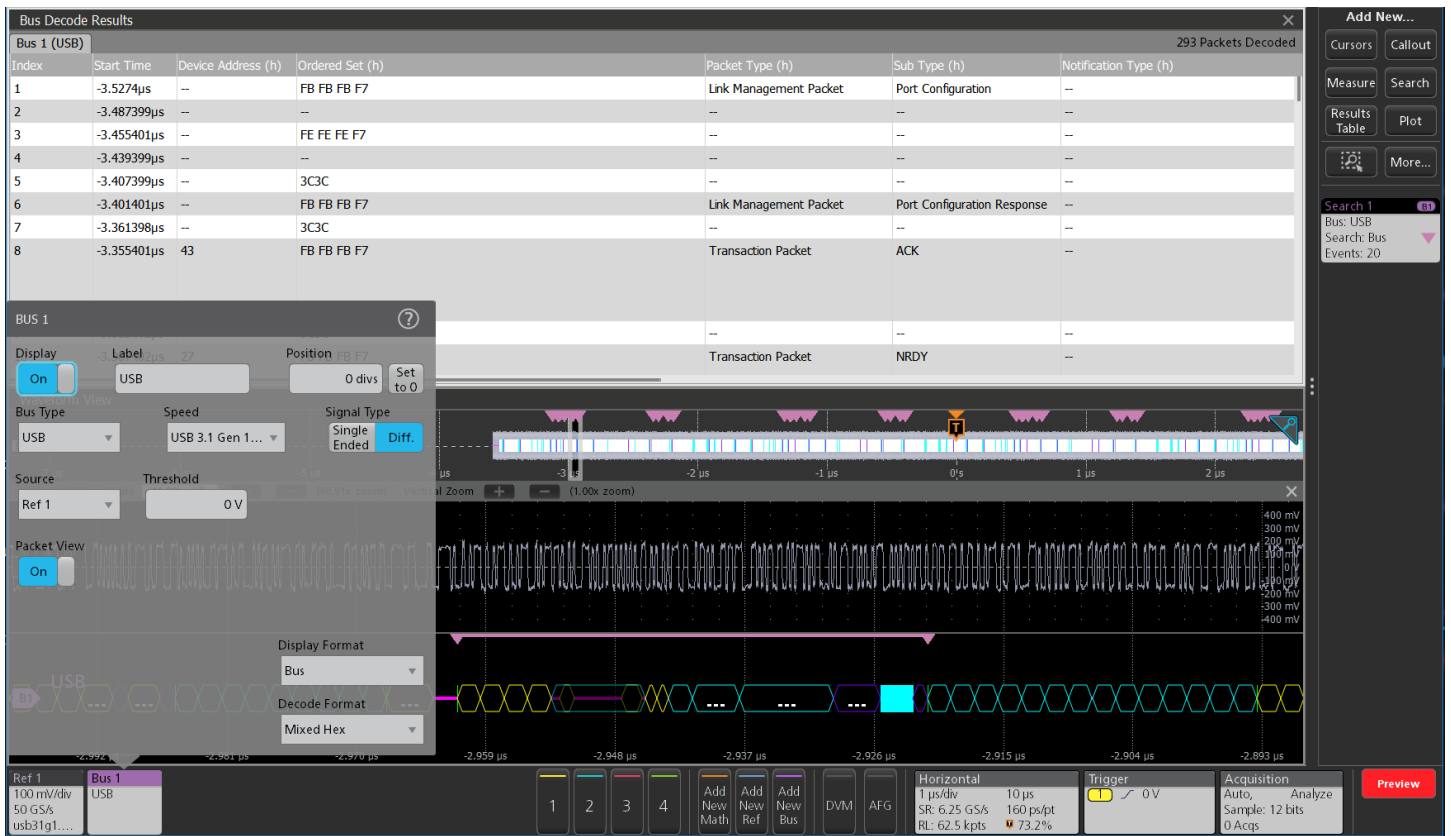 Bus Decode Results
Bus 1 (USB)
293 Packets Decoded
Index Start Time Device Address (h) Ordered Set (h) Packet Type (h) Sub Type (h) Notification Type (h)
1 -3.5274µs -- FB FB FB F7 Link Management Packet Port Configuration --
2 -3.487399µs -- -- -- -- --
3 -3.455401µs -- FE FE FE F7 -- -- --
4 -3.439399µs -- -- -- -- --
5 -3.407399µs -- 3C3C -- -- --
6 -3.401401µs -- FB FB FB F7 Link Management Packet Port Configuration Response --
7 -3.361398µs -- 3C3C -- -- --
8 -3.355401µs 43 FB FB FB F7 Transaction Packet ACK --
-- -- --
27 FB FB F7 Transaction Packet NRDY --
BUS 1
?
Display
On
Label
USB
Position
0 divs
Set
to 0
Waveform View
Bus Type
USB
Speed
USB 3.1 Gen 1...
Signal Type
Single
Ended
Diff.
Source
Ref 1
Threshold
0 V
Packet View
On
Display Format
Bus
Decode Format
Mixed Hex
T
µs -3 µs -2 µs -1 µs 0's 1 µs 2 µs
al Zoom + − (1.00x zoom)
400 mV
300 mV
200 mV
100 mV
0 V
-100 mV
-200 mV
-300 mV
-400 mV
B1
USB
... ... ... ... ... ...
-2.992 -2.981 µs -2.970 µs -2.959 µs -2.948 µs -2.937 µs -2.926 µs -2.915 µs -2.904 µs -2.893 µs
Add New...
Cursors
Callout
Measure
Search
Results
Table
Plot
More...
Search 1
B1
Bus: USB
Search: Bus
Events: 20
Ref 1
100 mV/div
50 GS/s
usb31g1....
Bus 1
USB
1
2
3
4
Add
New
Math
Add
New
Ref
Add
New
Bus
DVM
AFG
Horizontal
1 µs/div 10 µs
SR: 6.25 GS/s 160 ps/pt
RL: 62.5 kpts 73.2%
Trigger
1 0 V
Acquisition
Auto, Analyze
Sample: 12 bits
0 Acqs
Preview